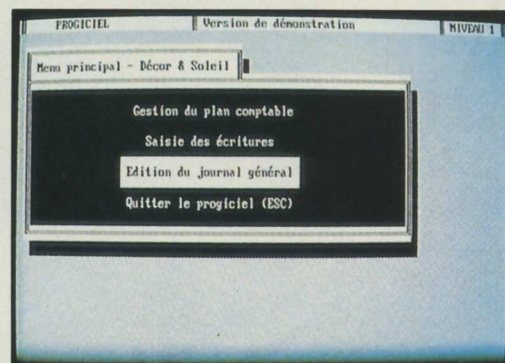 PROGICIEL Version de démonstration NIVEAU 1
Menu principal - Décor & Soleil
Gestion du plan comptable
Saisie des écritures
Edition du journal général
Quitter le progiciel (ESC)